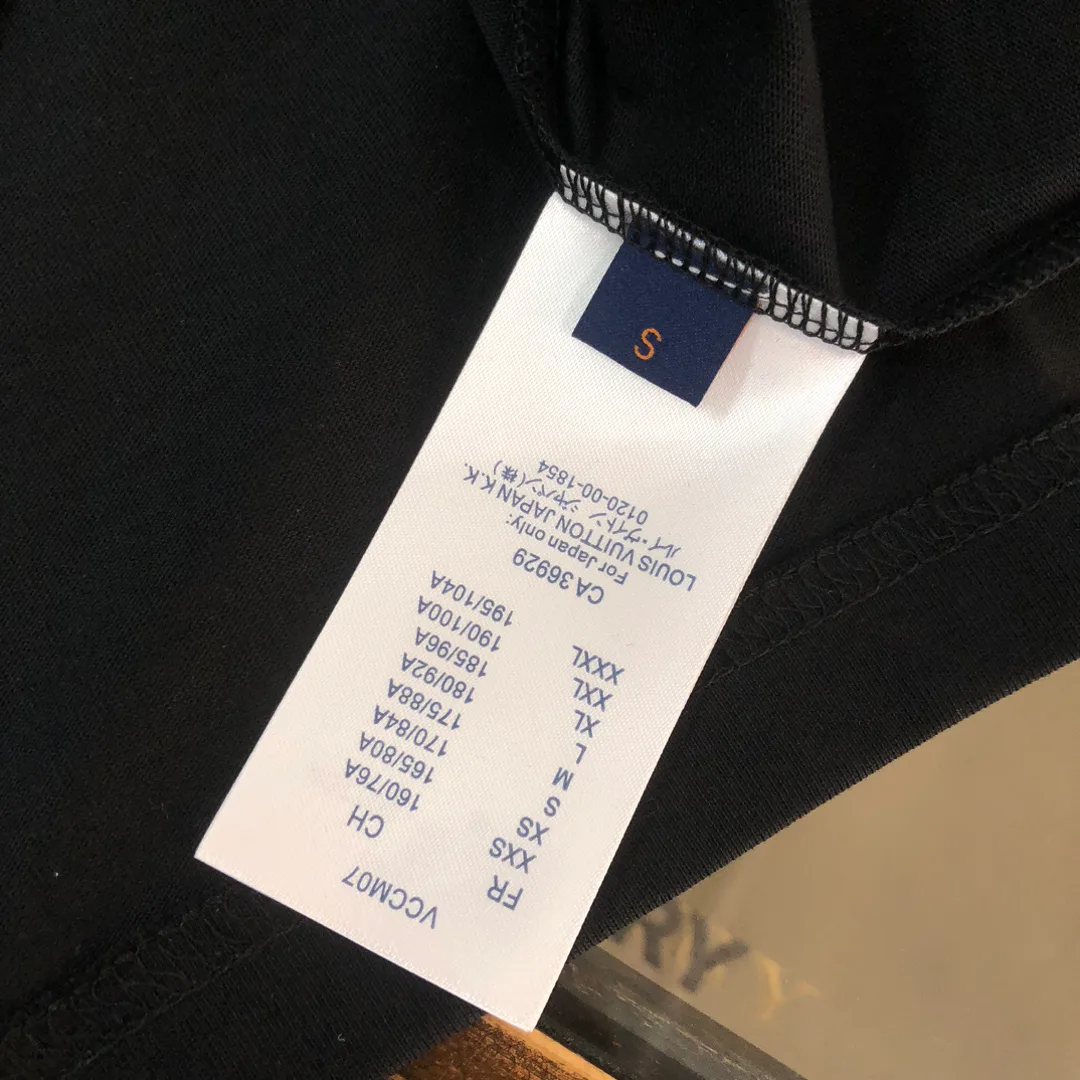 S
VCCM07
FR CH
XXS 160/76A
XS 165/80A
S 170/84A
M 175/88A
L 180/92A
XL 185/96A
XXL 190/100A
XXXL 195/104A
CA 36929
For Japan only:
LOUIS VUITTON JAPAN K.K.
ルイ・ヴィトン ジャパン(株)
0120-00-1854
RY
Y